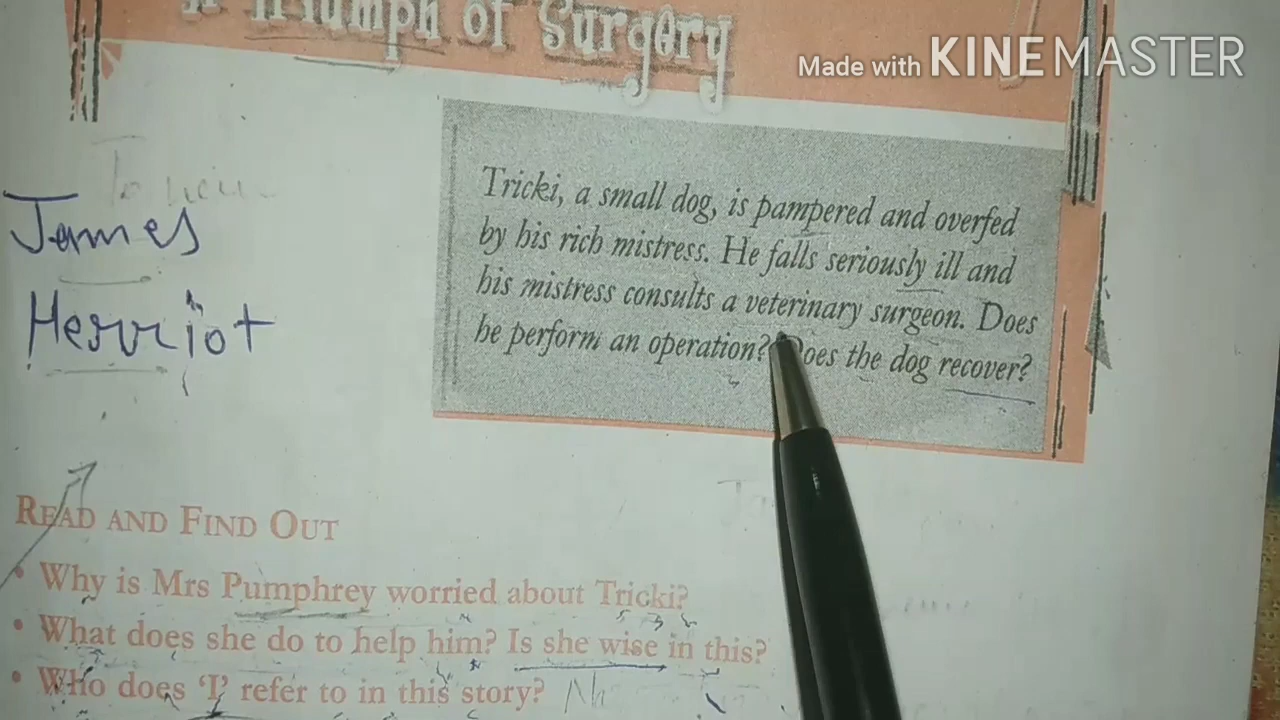 A Triumph of Surgery
Made with KINEMASTER
Tricki, a small dog, is pampered and overfed
by his rich mistress. He falls seriously ill and
his mistress consults a veterinary surgeon. Does
he perform an operation? Does the dog recover?
James
Herriot
READ AND FIND OUT
• Why is Mrs Pumphrey worried about Tricki?
• What does she do to help him? Is she wise in this?
• Who does ‘I’ refer to in this story?